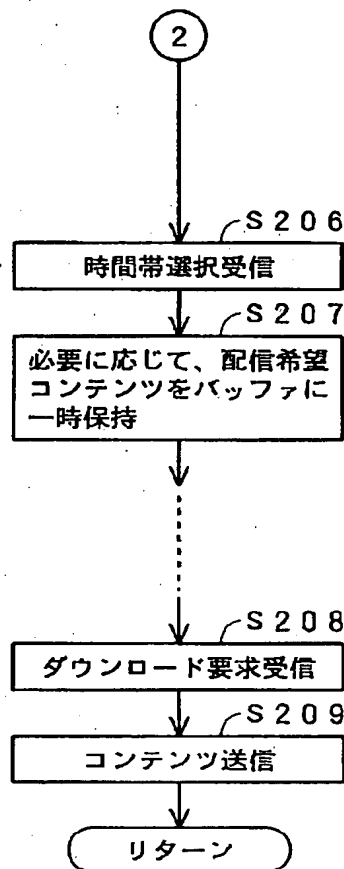 2
S206
時間帯選択受信
S207
必要に応じて、配信希望
コンテンツをバッファに
一時保持
S208
ダウンロード要求受信
S209
コンテンツ送信
リターン